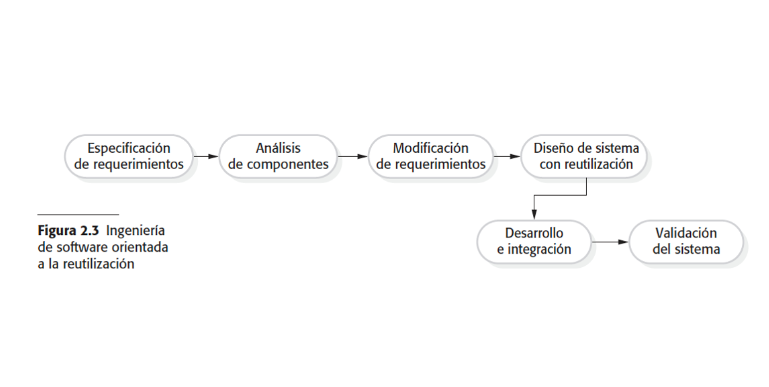 Especificación
de requerimientos
Análisis
de componentes
Modificación
de requerimientos
Diseño de sistema
con reutilización
Desarrollo
e integración
Validación
del sistema
Figura 2.3 Ingeniería
de software orientada
a la reutilización